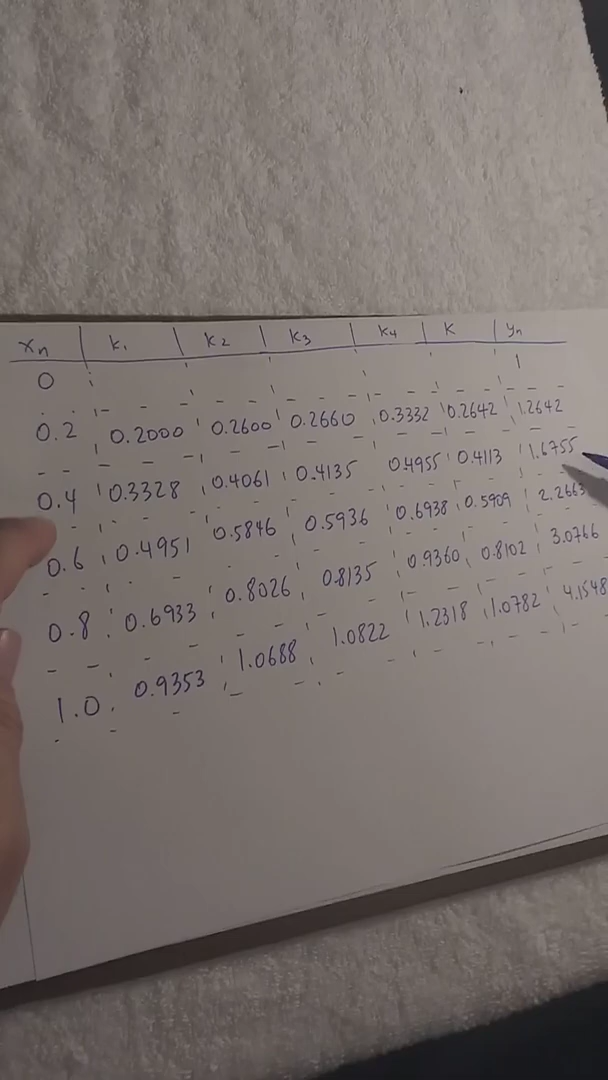 xn | k1 | k2 | k3 | k4 | k | yn
0 1
0.2 0.2000 0.2600 0.2660 0.3332 0.2642 1.2642
0.4 0.3328 0.4061 0.4135 0.4955 0.4113 1.6755
0.6 0.4951 0.5846 0.5936 0.6938 0.5909 2.2663
0.8 0.6933 0.8026 0.8135 0.9360 0.8102 3.0766
1.0 0.9353 1.0688 1.0822 1.2318 1.0782 4.1548